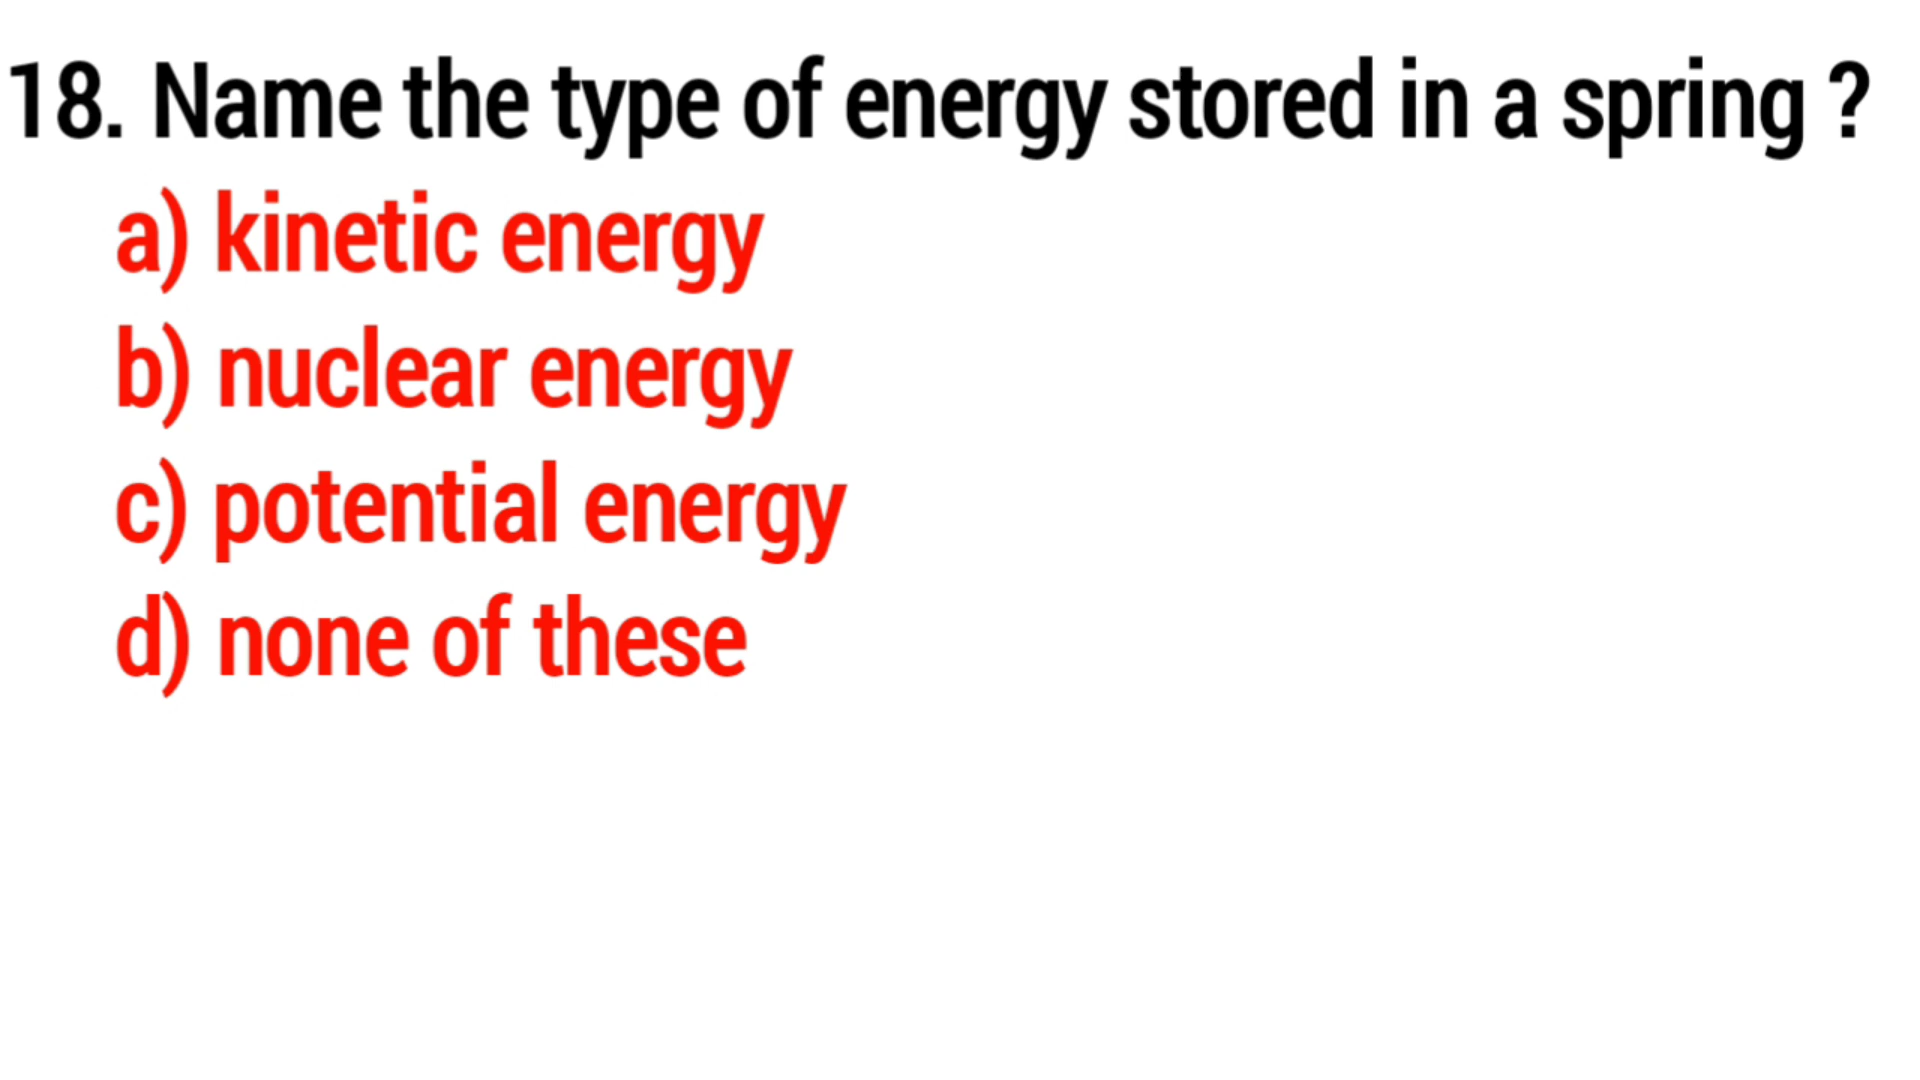 18. Name the type of energy stored in a spring ?
a) kinetic energy
b) nuclear energy
c) potential energy
d) none of these